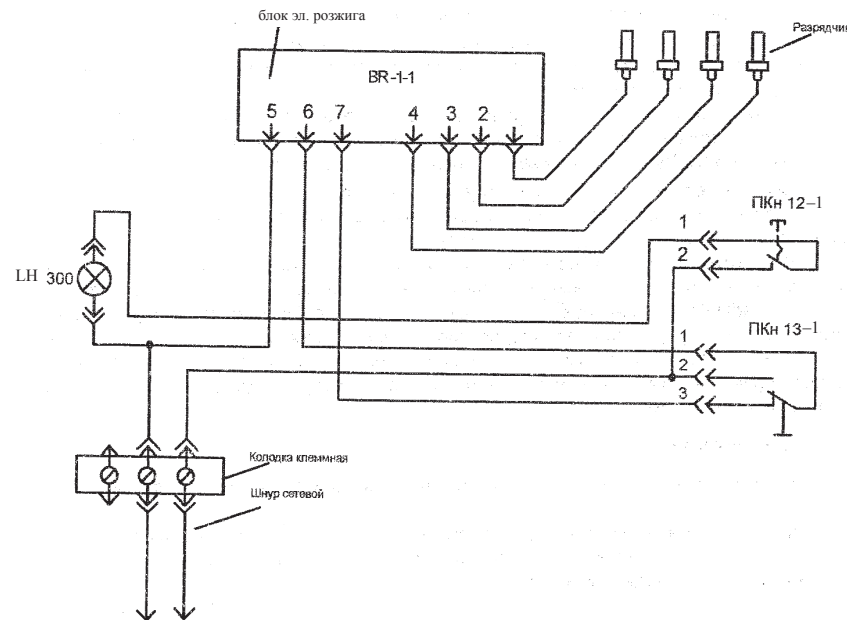 блок эл. розжига
BR-1-1
5 6 7 4 3 2
Разрядчик
ПКн 12-1
1
2
LH 300
ПКн 13-1
1
2
3
Колодка клеммная
Шнур сетевой